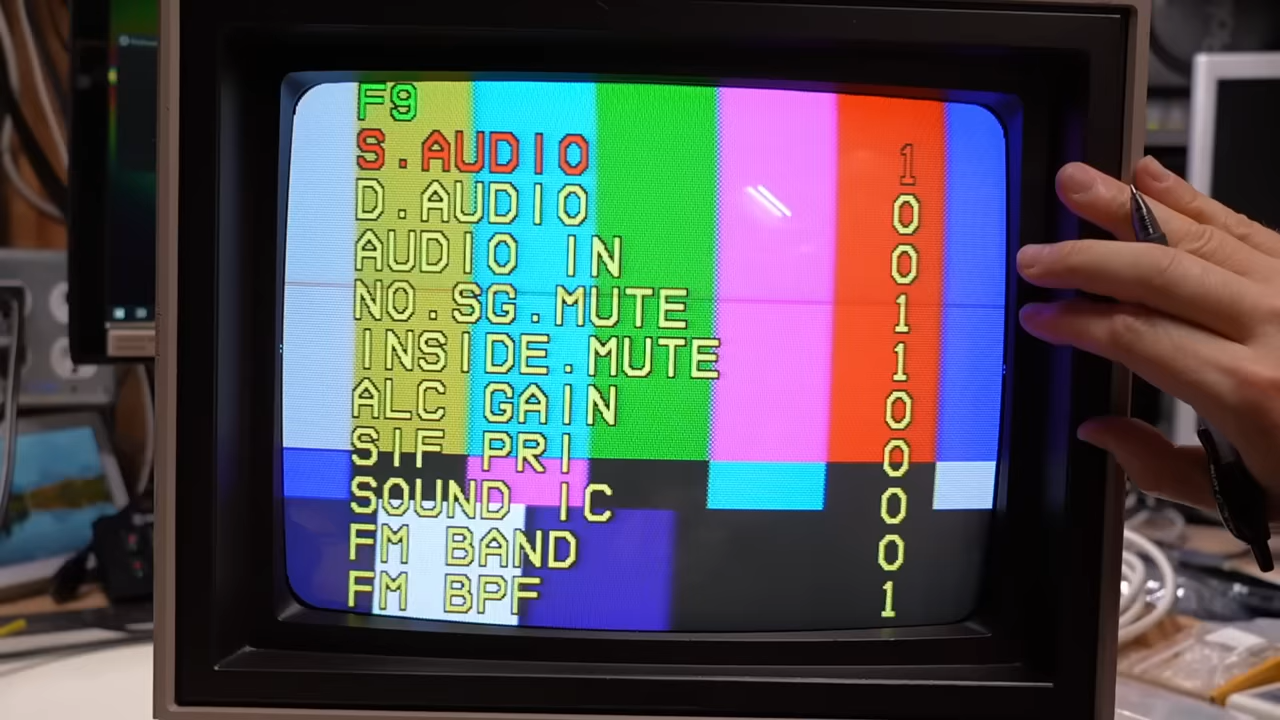 F9
S.AUDIO 1
D.AUDIO 0
AUDIO IN 0
NO.SG.MUTE 1
INSIDE.MUTE 1
ALC GAIN 0
SIF PRI 0
SOUND IC 0
FM BAND 0
FM BPF 1